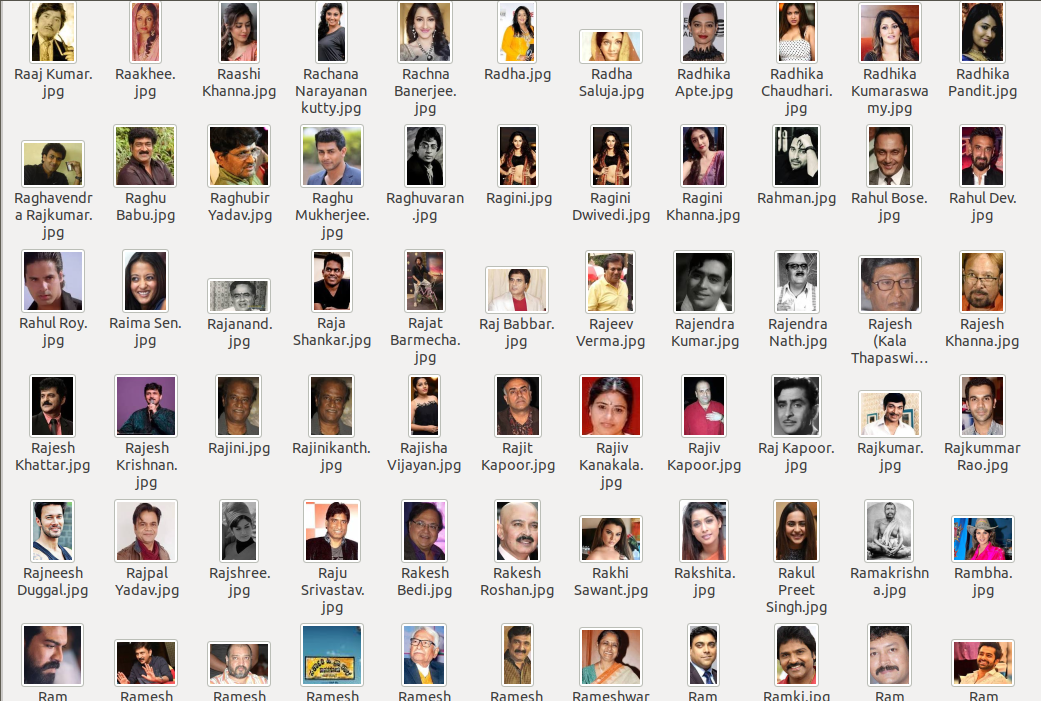 Raaj Kumar.
jpg
Raakhee.
jpg
Raashi
Khanna.jpg
Rachana
Narayanan
kutty.jpg
Rachna
Banerjee.
jpg
Radha.jpg
Radha
Saluja.jpg
Radhika
Apte.jpg
Radhika
Chaudhari.
jpg
Radhika
Kumaraswa
my.jpg
Radhika
Pandit.jpg
Raghavendr
a Rajkumar.
jpg
Raghu
Babu.jpg
Raghubir
Yadav.jpg
Raghu
Mukherjee.
jpg
Raghuvaran
.jpg
Ragini.jpg
Ragini
Dwivedi.jpg
Ragini
Khanna.jpg
Rahman.jpg
Rahul Bose.
jpg
Rahul Dev.
jpg
Rahul Roy.
jpg
Raima Sen.
jpg
Rajanand.
jpg
Raja
Shankar.jpg
Rajat
Barmecha.
jpg
Raj Babbar.
jpg
Rajeev
Verma.jpg
Rajendra
Kumar.jpg
Rajendra
Nath.jpg
Rajesh
(Kala
Thapaswi...
Rajesh
Khanna.jpg
Rajesh
Khattar.jpg
Rajesh
Krishnan.
jpg
Rajini.jpg
Rajinikanth.
jpg
Rajisha
Vijayan.jpg
Rajit
Kapoor.jpg
Rajiv
Kanakala.
jpg
Rajiv
Kapoor.jpg
Raj Kapoor.
jpg
Rajkumar.
jpg
Rajkummar
Rao.jpg
Rajneesh
Duggal.jpg
Rajpal
Yadav.jpg
Rajshree.
jpg
Raju
Srivastav.
jpg
Rakesh
Bedi.jpg
Rakesh
Roshan.jpg
Rakhi
Sawant.jpg
Rakshita.
jpg
Rakul
Preet
Singh.jpg
Ramakrishn
a.jpg
Rambha.
jpg
Ram
Ramesh
Ramesh
Ramesh
Ramesh
Ramesh
Rameshwar
Ram
Ramki.jpg
Ram
Ram